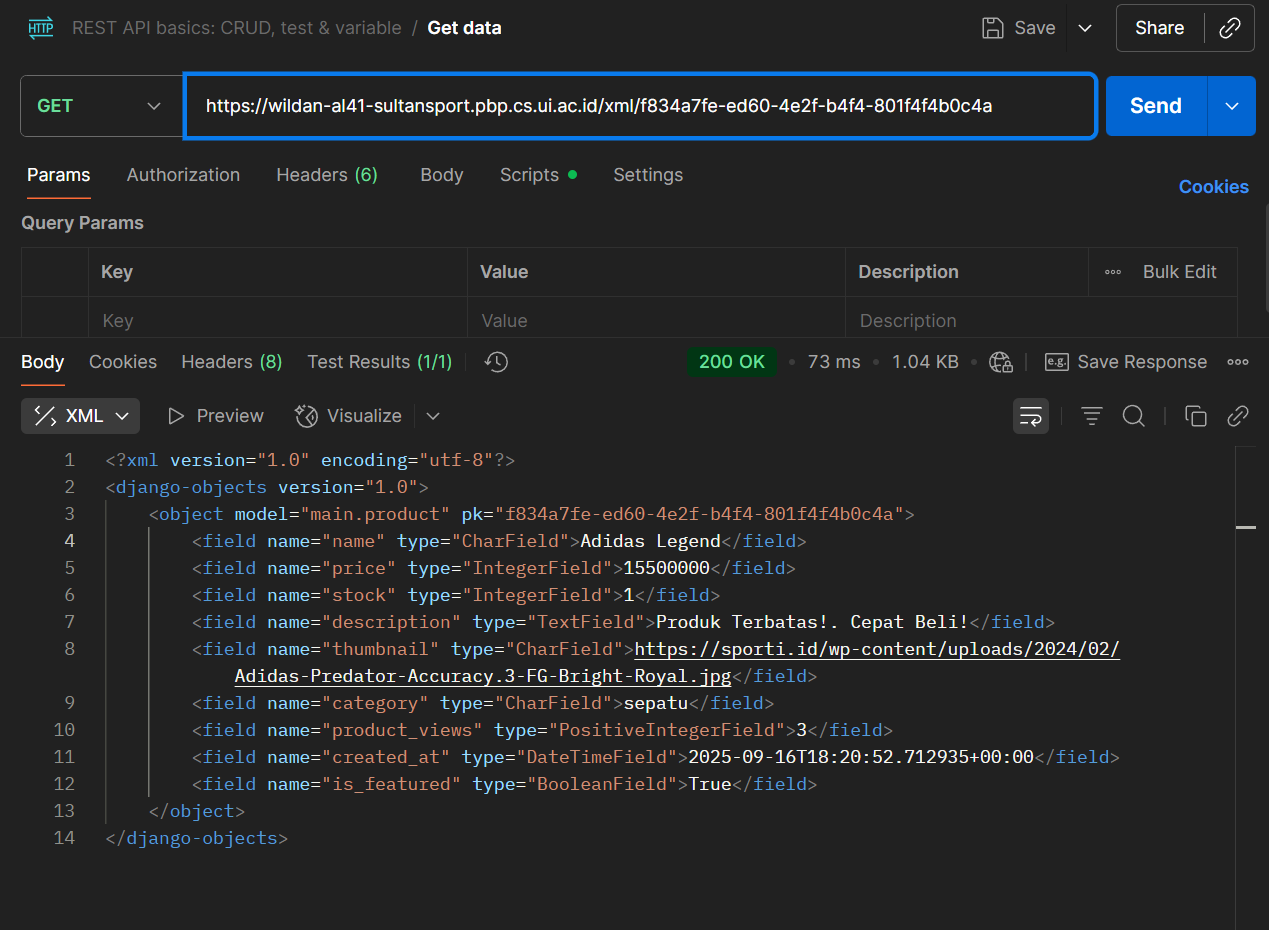 HTTP REST API basics: CRUD, test & variable / Get data Save Share
GET https://wildan-al41-sultansport.pbp.cs.ui.ac.id/xml/f834a7fe-ed60-4e2f-b4f4-801f4f4b0c4a Send
Params Authorization Headers (6) Body Scripts Settings Cookies
Query Params
Key Value Description Bulk Edit
Key Value Description
Body Cookies Headers (8) Test Results (1/1) 200 OK 73 ms 1.04 KB e.g. Save Response
XML Preview Visualize
1 <?xml version="1.0" encoding="utf-8"?>
2 <django-objects version="1.0">
3 <object model="main.product" pk="f834a7fe-ed60-4e2f-b4f4-801f4f4b0c4a">
4 <field name="name" type="CharField">Adidas Legend</field>
5 <field name="price" type="IntegerField">15500000</field>
6 <field name="stock" type="IntegerField">1</field>
7 <field name="description" type="TextField">Produk Terbatas!. Cepat Beli!</field>
8 <field name="thumbnail" type="CharField">https://sporti.id/wp-content/uploads/2024/02/
Adidas-Predator-Accuracy.3-FG-Bright-Royal.jpg</field>
9 <field name="category" type="CharField">sepatu</field>
10 <field name="product_views" type="PositiveIntegerField">3</field>
11 <field name="created_at" type="DateTimeField">2025-09-16T18:20:52.712935+00:00</field>
12 <field name="is_featured" type="BooleanField">True</field>
13 </object>
14 </django-objects>